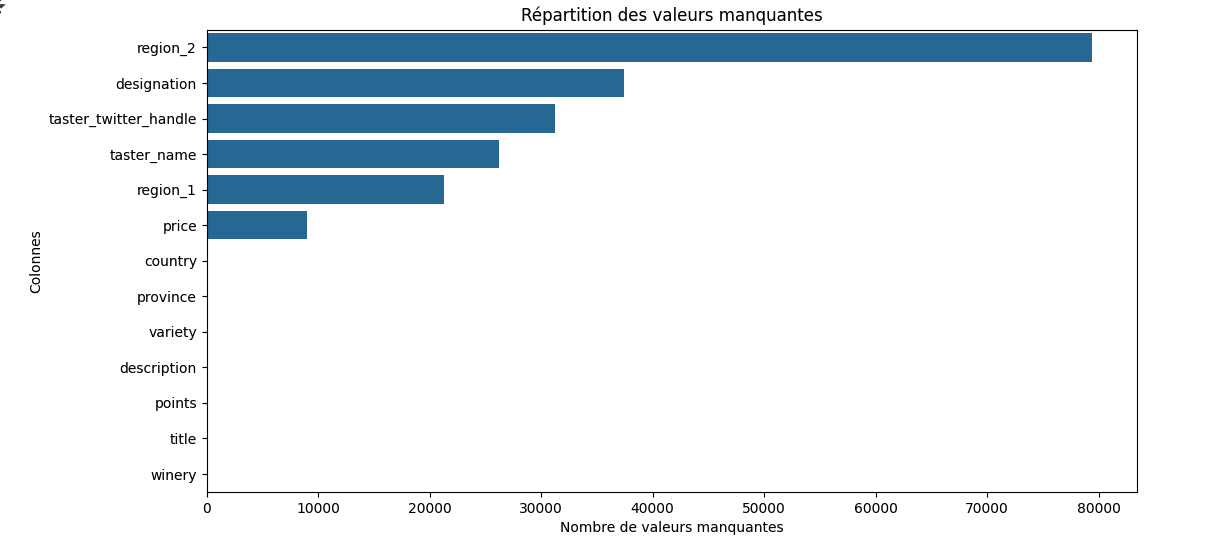 Répartition des valeurs manquantes
region_2
designation
taster_twitter_handle
taster_name
region_1
price
country
province
variety
description
points
title
winery
Colonnes
0 10000 20000 30000 40000 50000 60000 70000 80000
Nombre de valeurs manquantes